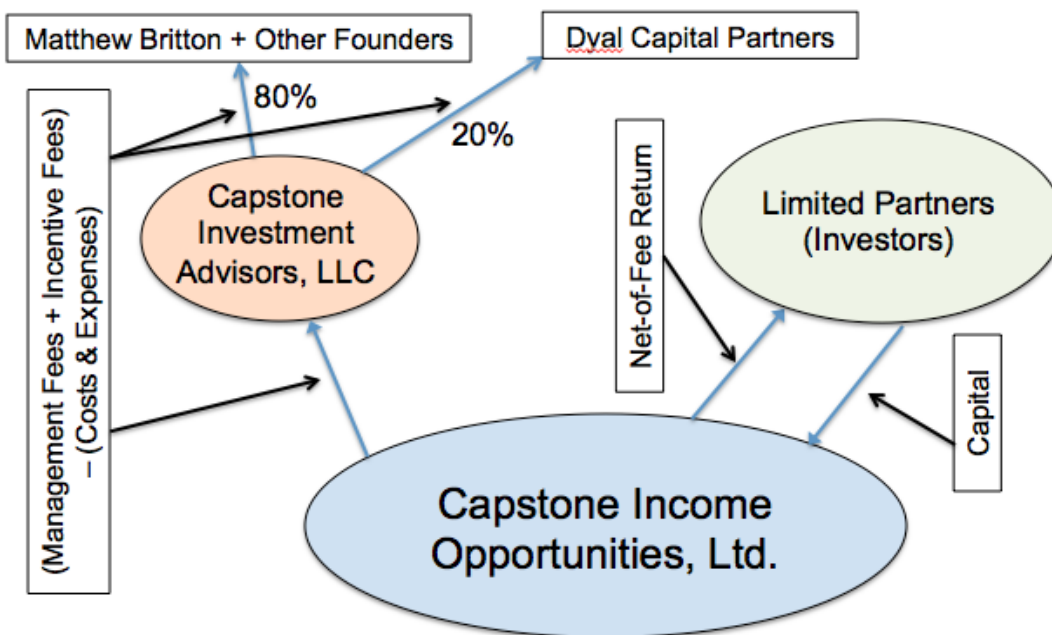 Matthew Britton + Other Founders
Dyal Capital Partners
80%
20%
(Management Fees + Incentive Fees)
– (Costs & Expenses)
Capstone
Investment
Advisors, LLC
Net-of-Fee Return
Limited Partners
(Investors)
Capital
Capstone Income
Opportunities, Ltd.